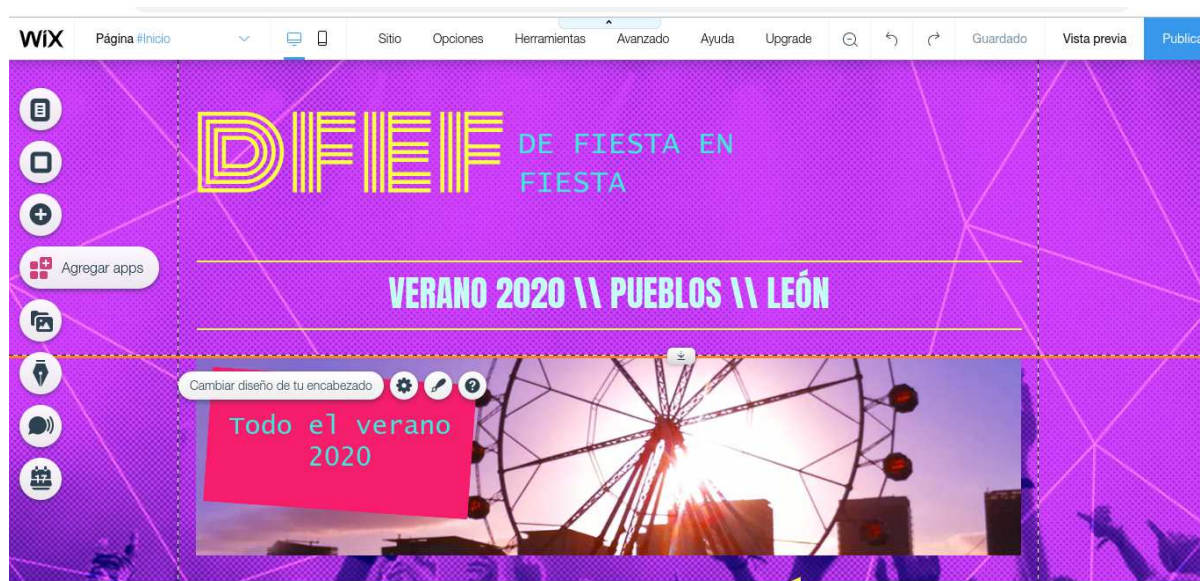 WiX Página #Inicio Sitio Opciones Herramientas Avanzado Ayuda Upgrade Guardado Vista previa Publica
DFEF
DE FIESTA EN
FIESTA
Agregar apps
VERANO 2020 \\ PUEBLOS \\ LEÓN
Cambiar diseño de tu encabezado
Todo el verano
2020
17